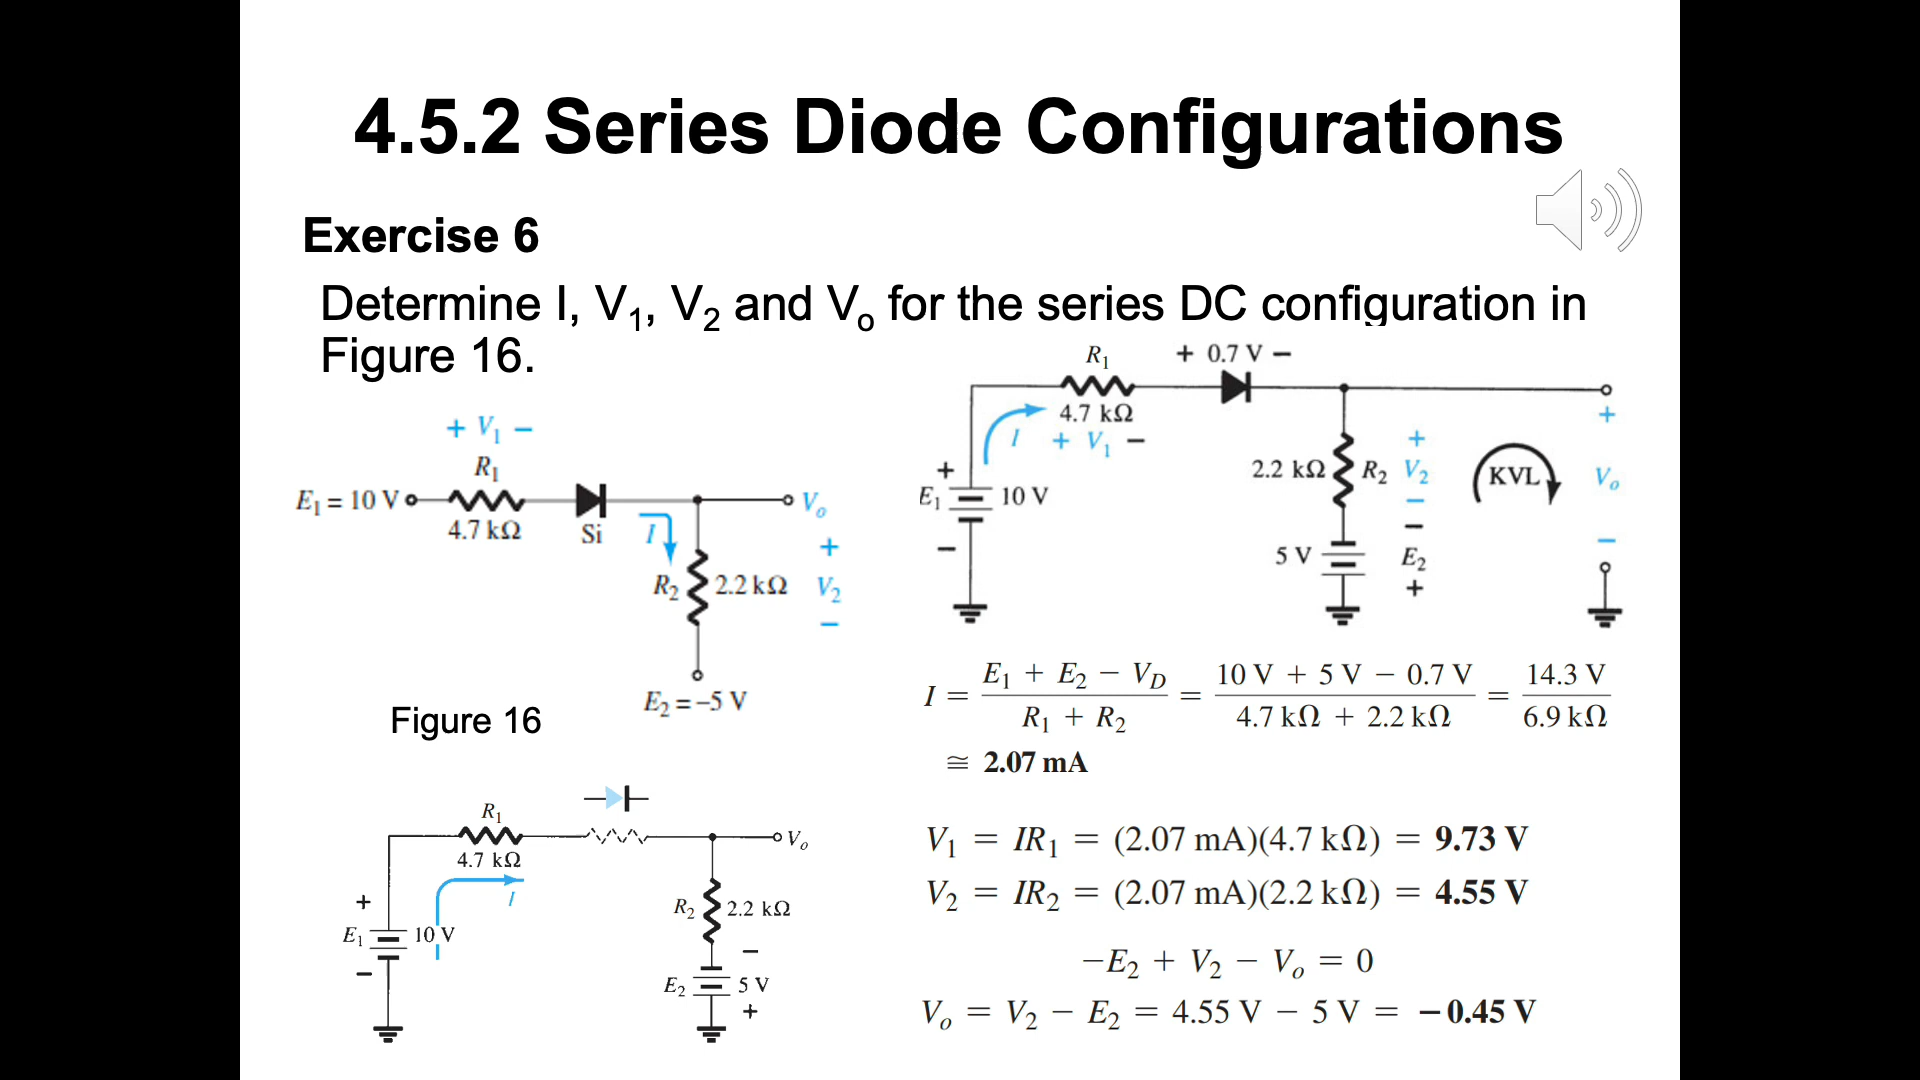 4.5.2 Series Diode Configurations
Exercise 6
Determine I, V₁, V₂ and Vₒ for the series DC configuration in
Figure 16.
+ V₁ −
R₁
E₁ = 10 V
4.7 kΩ
Si
I
Vₒ
R₂
2.2 kΩ
+
V₂
−
E₂ = −5 V
Figure 16
R₁
4.7 kΩ
I
Vₒ
+
E₁
10 V
−
R₂
2.2 kΩ
−
E₂
5 V
+
R₁
+ 0.7 V −
4.7 kΩ
I
+ V₁ −
+
E₁
10 V
−
2.2 kΩ
R₂
+
V₂
−
KVL
+
Vₒ
−
5 V
−
E₂
+
I = (E₁ + E₂ − V_D)/(R₁ + R₂) = (10 V + 5 V − 0.7 V)/(4.7 kΩ + 2.2 kΩ) = 14.3 V/6.9 kΩ
≅ 2.07 mA
V₁ = IR₁ = (2.07 mA)(4.7 kΩ) = 9.73 V
V₂ = IR₂ = (2.07 mA)(2.2 kΩ) = 4.55 V
−E₂ + V₂ − Vₒ = 0
Vₒ = V₂ − E₂ = 4.55 V − 5 V = −0.45 V